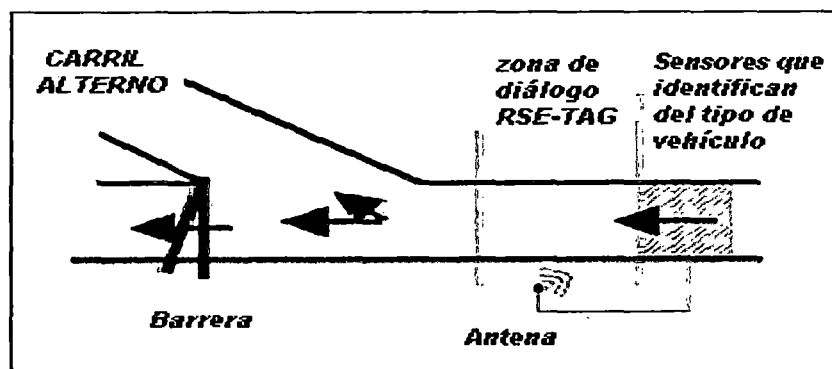 CARRIL
ALTERNO
zona de
diálogo
RSE-TAG
Sensores que
identifican
del tipo de
vehículo
Barrera
Antena